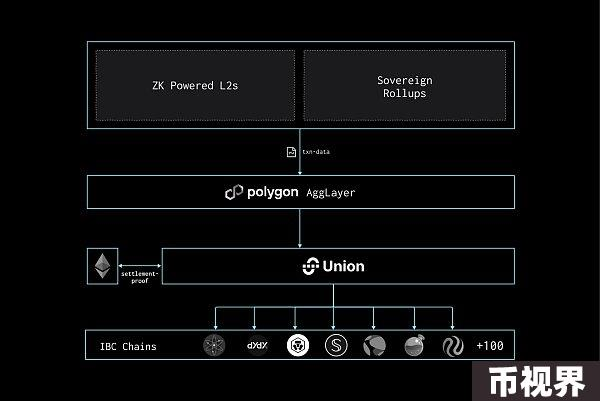 ZK Powered L2s
Sovereign
Rollups
txn-data
polygon AggLayer
settlement-
proof
Union
IBC Chains
dYdX
+100
币视界